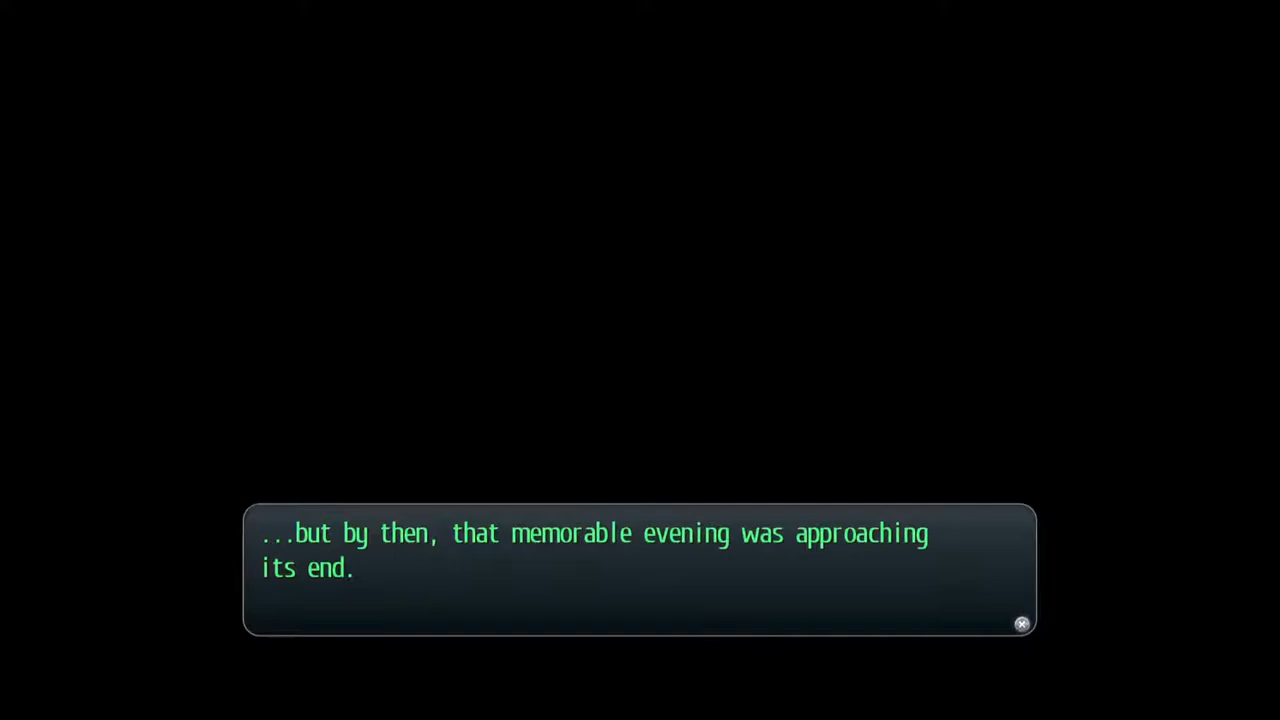 ...but by then, that memorable evening was approaching
its end.